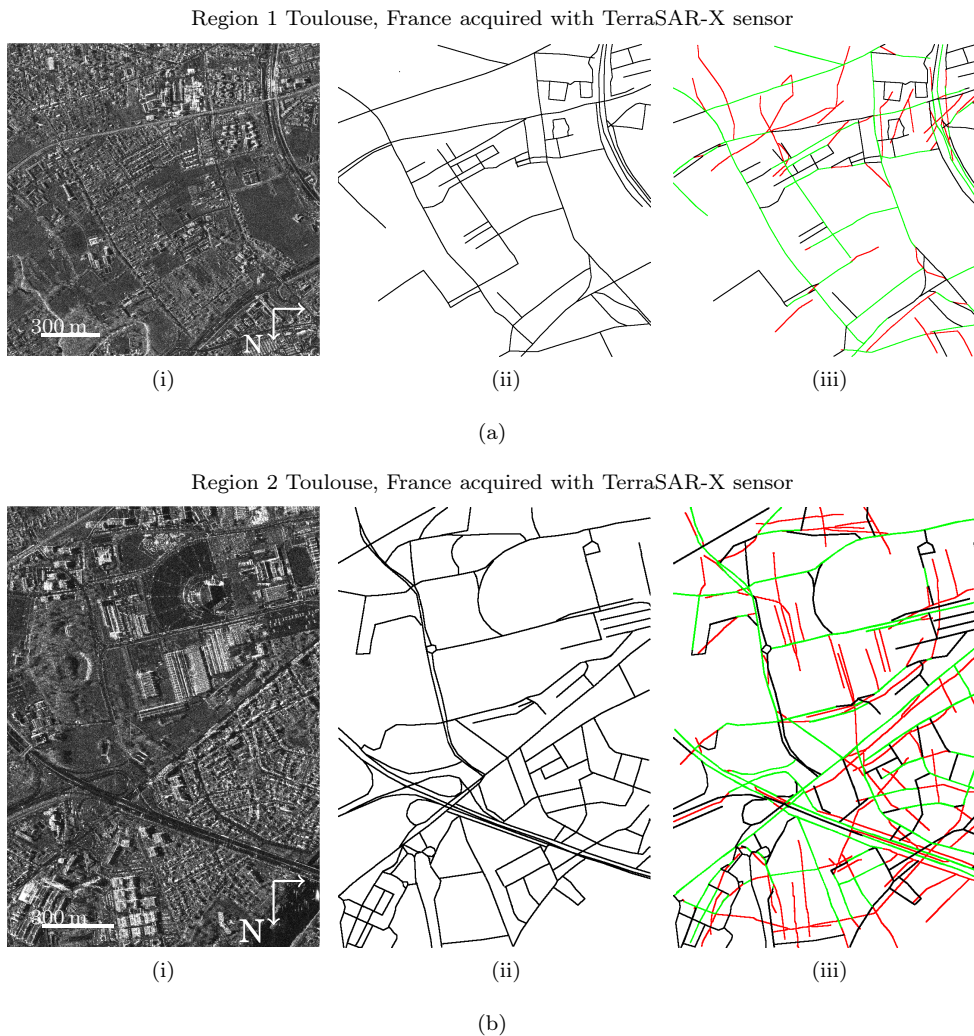 Region 1 Toulouse, France acquired with TerraSAR-X sensor
300 m
N
(i) (ii) (iii)
(a)
Region 2 Toulouse, France acquired with TerraSAR-X sensor
300 m
N
(i) (ii) (iii)
(b)